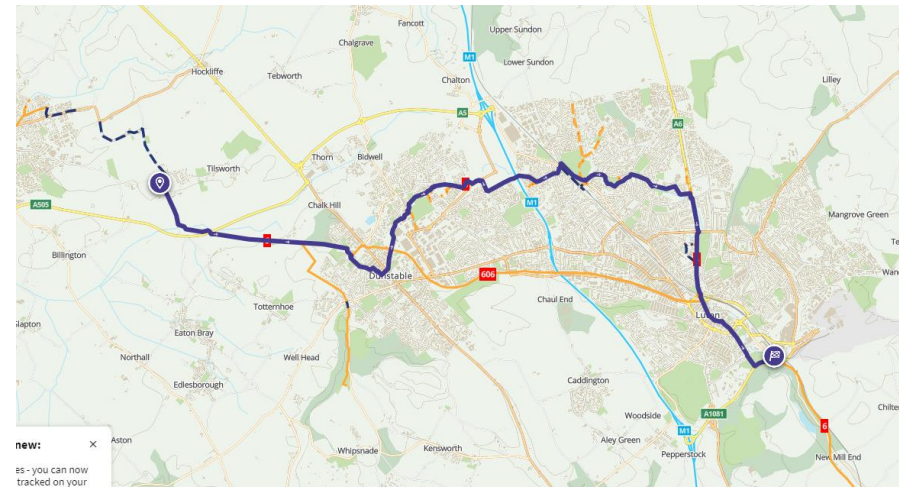 Fancott
Upper Sundon
Chalgrave
M1
Lower Sundon
Hockliffe
Tebworth
Chalton
Lilley
A5
A6
Thorn
Bidwell
Tilsworth
M1
A505
Chalk Hill
Mangrove Green
Billington
Dunstable
606
Totternhoe
Chaul End
Luton
Slapton
Eaton Bray
Northall
Well Head
Caddington
Edlesborough
Woodside
A1081
6
M1
Aley Green
new:
×
Aston
Whipsnade
Kensworth
Pepperstock
New Mill End
es - you can now
tracked on your